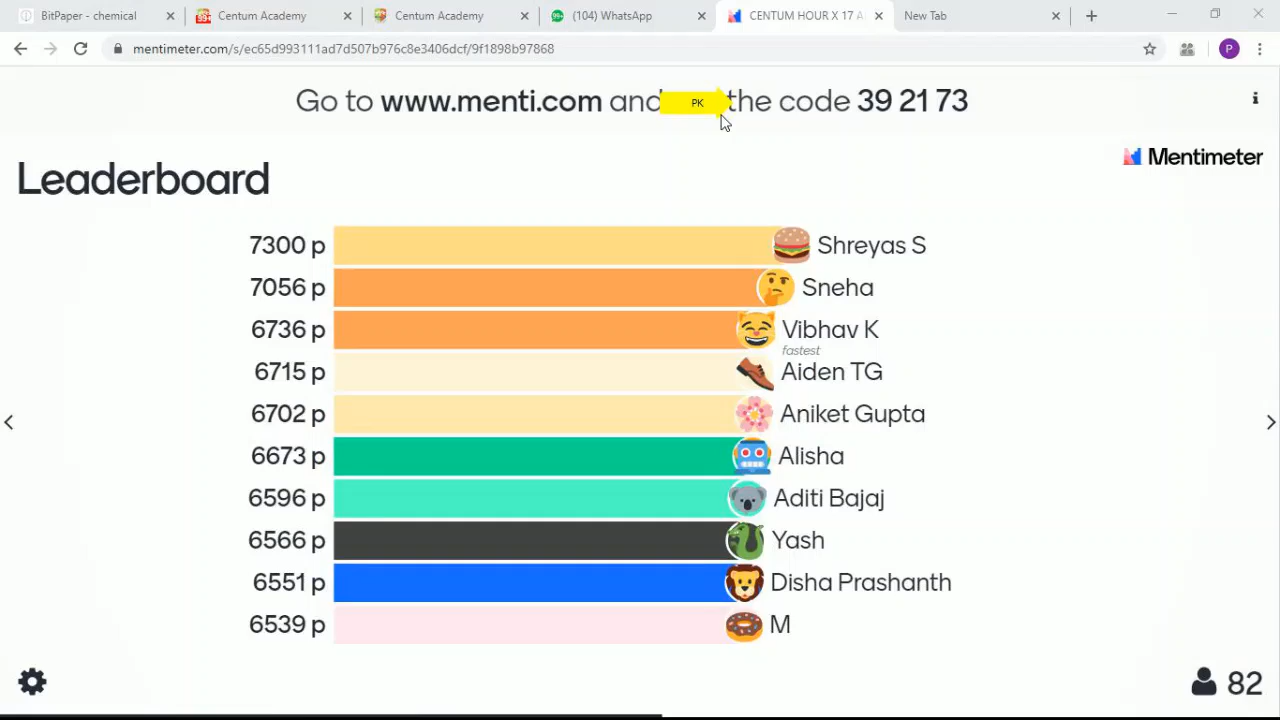 BitPaper - chemical
99+ Centum Academy
Centum Academy
(104) WhatsApp
CENTUM HOUR X 17 A
New Tab
mentimeter.com/s/ec65d993111ad7d507b976c8e3406dcf/9f1898b97868
P
Go to www.menti.com and PK the code 39 21 73
Mentimeter
Leaderboard
7300 p Shreyas S
7056 p Sneha
6736 p Vibhav K
fastest
6715 p Aiden TG
6702 p Aniket Gupta
6673 p Alisha
6596 p Aditi Bajaj
6566 p Yash
6551 p Disha Prashanth
6539 p M
82